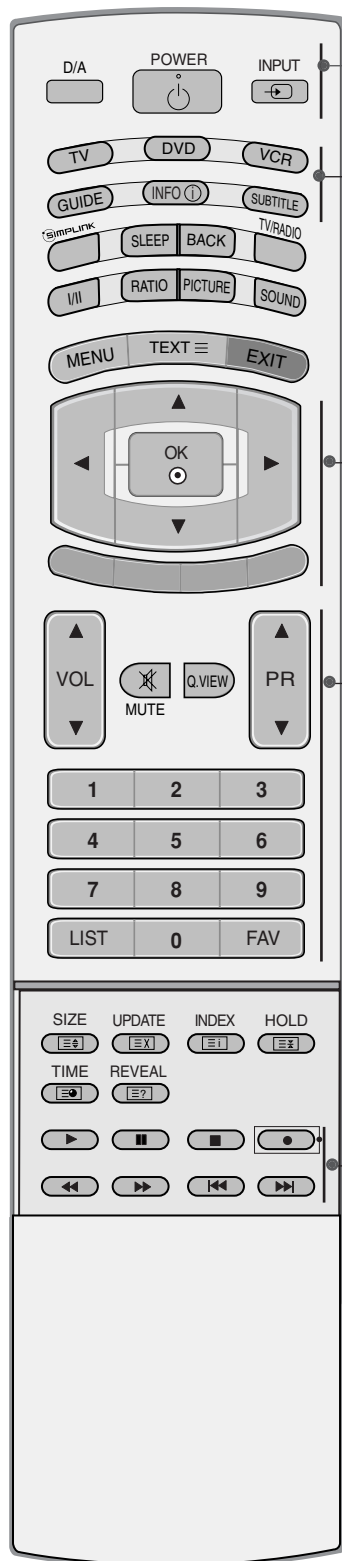 D/A POWER INPUT
TV DVD VCR
GUIDE INFO i SUBTITLE
SIMPLINK SLEEP BACK TV/RADIO
I/II RATIO PICTURE SOUND
MENU TEXT EXIT
OK
VOL MUTE Q.VIEW PR
1 2 3
4 5 6
7 8 9
LIST 0 FAV
SIZE UPDATE INDEX HOLD
TIME REVEAL